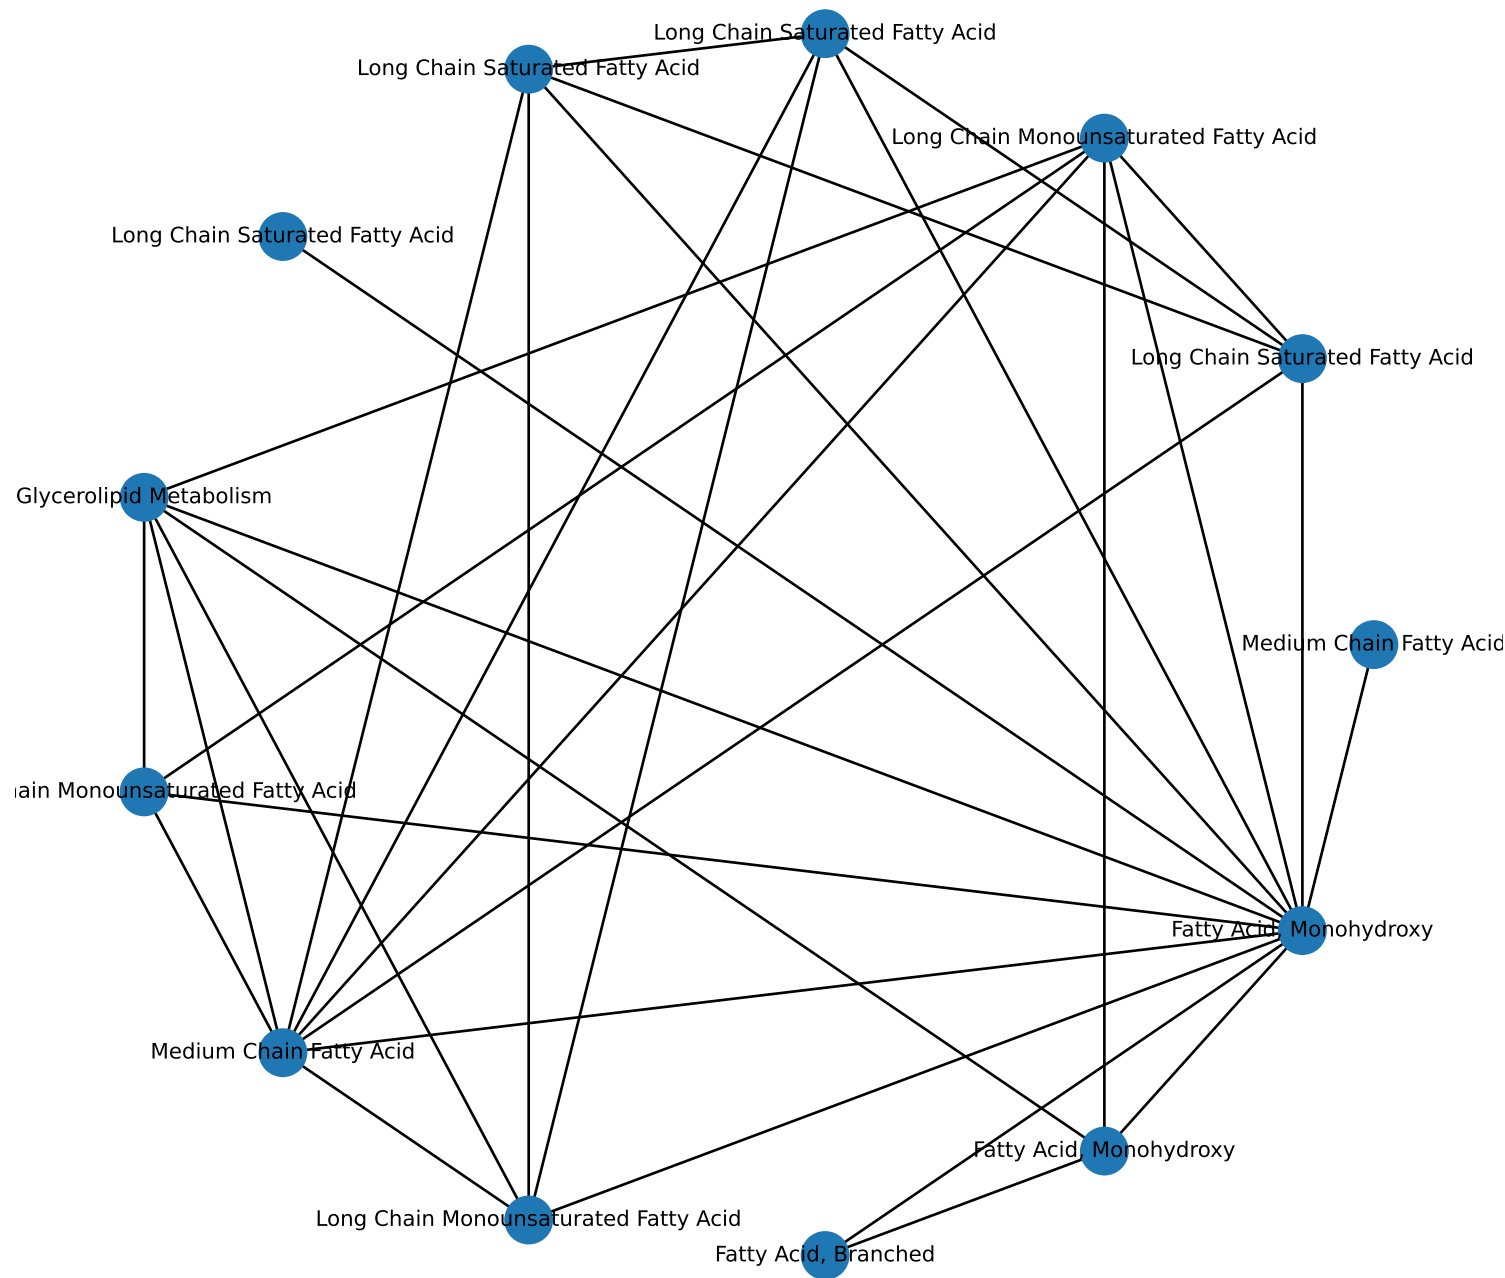 Long Chain Saturated Fatty Acid
Long Chain Saturated Fatty Acid
Long Chain Monounsaturated Fatty Acid
Long Chain Saturated Fatty Acid
Long Chain Saturated Fatty Acid
Glycerolipid Metabolism
Medium Chain Fatty Acid
ain Monounsaturated Fatty Acid
Fatty Acid, Monohydroxy
Medium Chain Fatty Acid
Fatty Acid, Monohydroxy
Long Chain Monounsaturated Fatty Acid
Fatty Acid, Branched